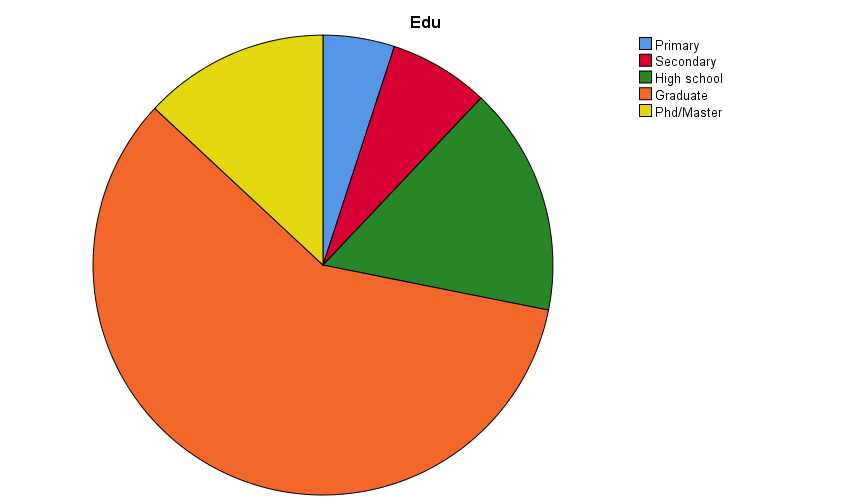 Edu
Primary
Secondary
High school
Graduate
Phd/Master